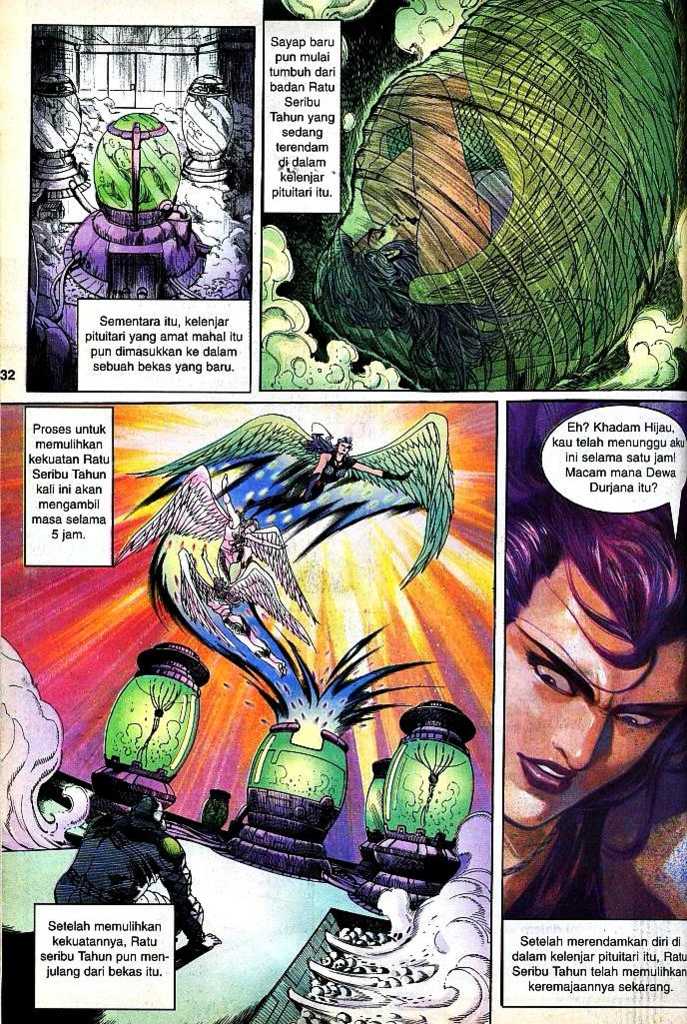 Sementara itu, kelenjar
pituitari yang amat mahal itu
pun dimasukkan ke dalam
sebuah bekas yang baru.
Sayap baru
pun mulai
tumbuh dari
badan Ratu
Seribu
Tahun yang
sedang
terendam
di dalam
kelenjar
pituitari itu.
32
Proses untuk
memulihkan
kekuatan Ratu
Seribu Tahun
kali ini akan
mengambil
masa selama
5 jam.
Setelah memulihkan
kekuatannya, Ratu
seribu Tahun pun men-
julang dari bekas itu.
Eh? Khadam Hijau,
kau telah menunggu aku
ini selama satu jam!
Macam mana Dewa
Durjana itu?
Setelah merendamkan diri di
dalam kelenjar pituitari itu, Ratu
Seribu Tahun telah memulihkan
keremajaannya sekarang.